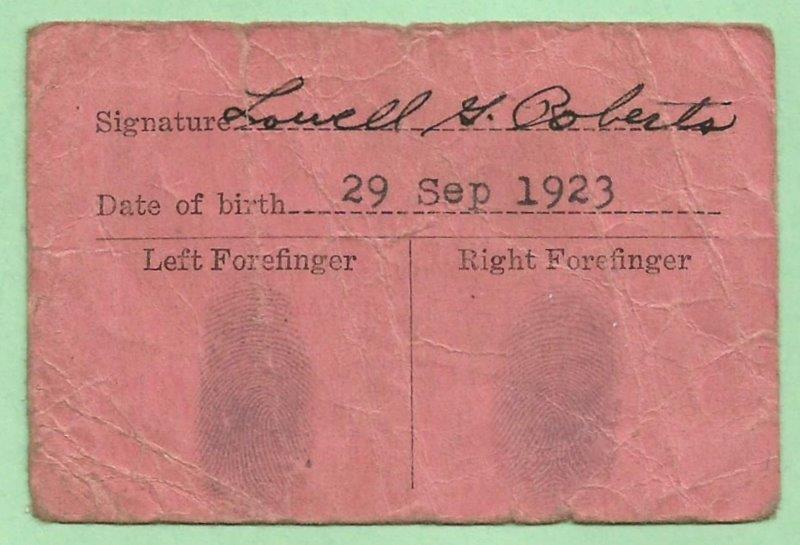 Signature Lowell G. Roberts
Date of birth 29 Sep 1923
Left Forefinger Right Forefinger